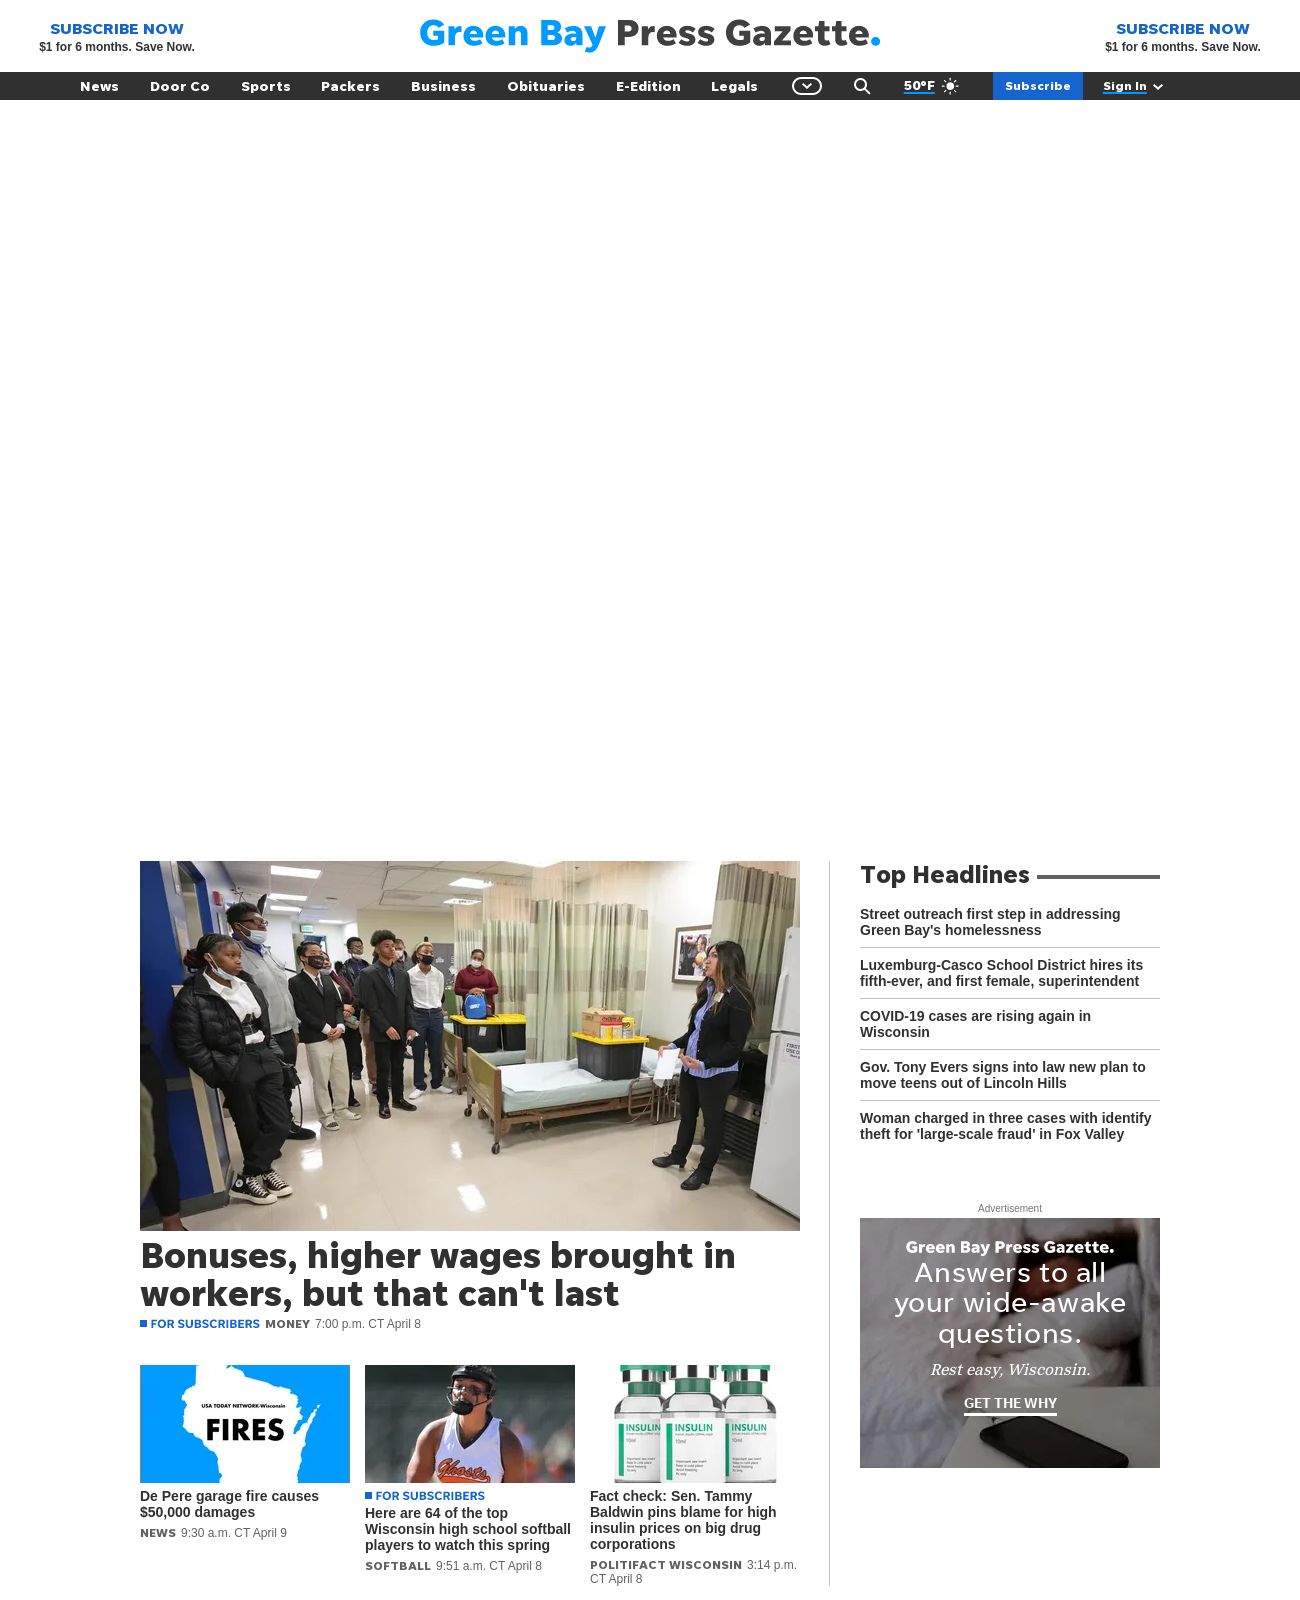 SUBSCRIBE NOW
$1 for 6 months. Save Now.
Green Bay Press Gazette.
SUBSCRIBE NOW
$1 for 6 months. Save Now.
News Door Co Sports Packers Business Obituaries E-Edition Legals 50°F Subscribe Sign In
Bonuses, higher wages brought in
workers, but that can't last
FOR SUBSCRIBERS MONEY 7:00 p.m. CT April 8
USA TODAY NETWORK-Wisconsin
FIRES
De Pere garage fire causes
$50,000 damages
NEWS 9:30 a.m. CT April 9
Ghosts
FOR SUBSCRIBERS
Here are 64 of the top
Wisconsin high school softball
players to watch this spring
SOFTBALL 9:51 a.m. CT April 8
INSULIN INSULIN INSULIN
10ml 10ml 10ml
Fact check: Sen. Tammy
Baldwin pins blame for high
insulin prices on big drug
corporations
POLITIFACT WISCONSIN 3:14 p.m.
CT April 8
Top Headlines
Street outreach first step in addressing
Green Bay's homelessness
Luxemburg-Casco School District hires its
fifth-ever, and first female, superintendent
COVID-19 cases are rising again in
Wisconsin
Gov. Tony Evers signs into law new plan to
move teens out of Lincoln Hills
Woman charged in three cases with identify
theft for 'large-scale fraud' in Fox Valley
Advertisement
Green Bay Press Gazette.
Answers to all
your wide-awake
questions.
Rest easy, Wisconsin.
GET THE WHY